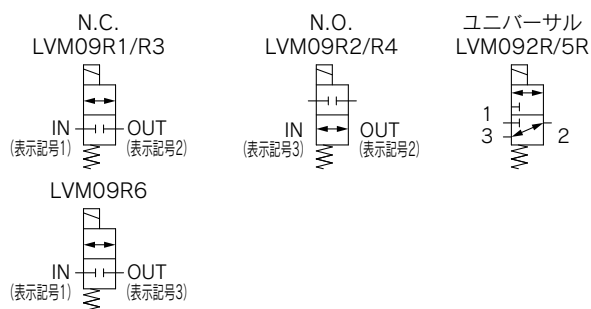 N.C.
LVM09R1/R3
IN
(表示記号1)
OUT
(表示記号2)
N.O.
LVM09R2/R4
IN
(表示記号3)
OUT
(表示記号2)
ユニバーサル
LVM092R/5R
1
3
2
LVM09R6
IN
(表示記号1)
OUT
(表示記号3)